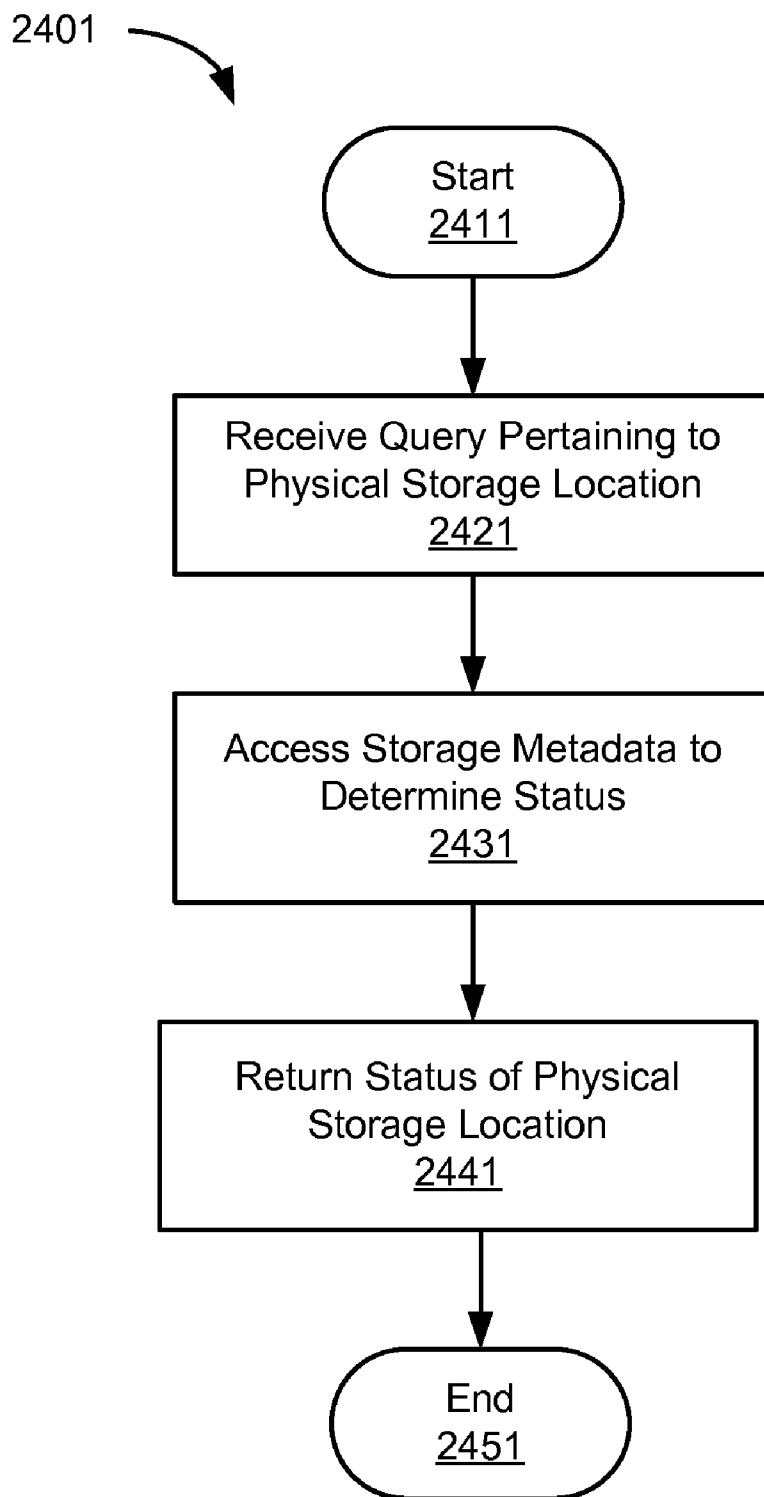 2401
Start
2411
Receive Query Pertaining to
Physical Storage Location
2421
Access Storage Metadata to
Determine Status
2431
Return Status of Physical
Storage Location
2441
End
2451